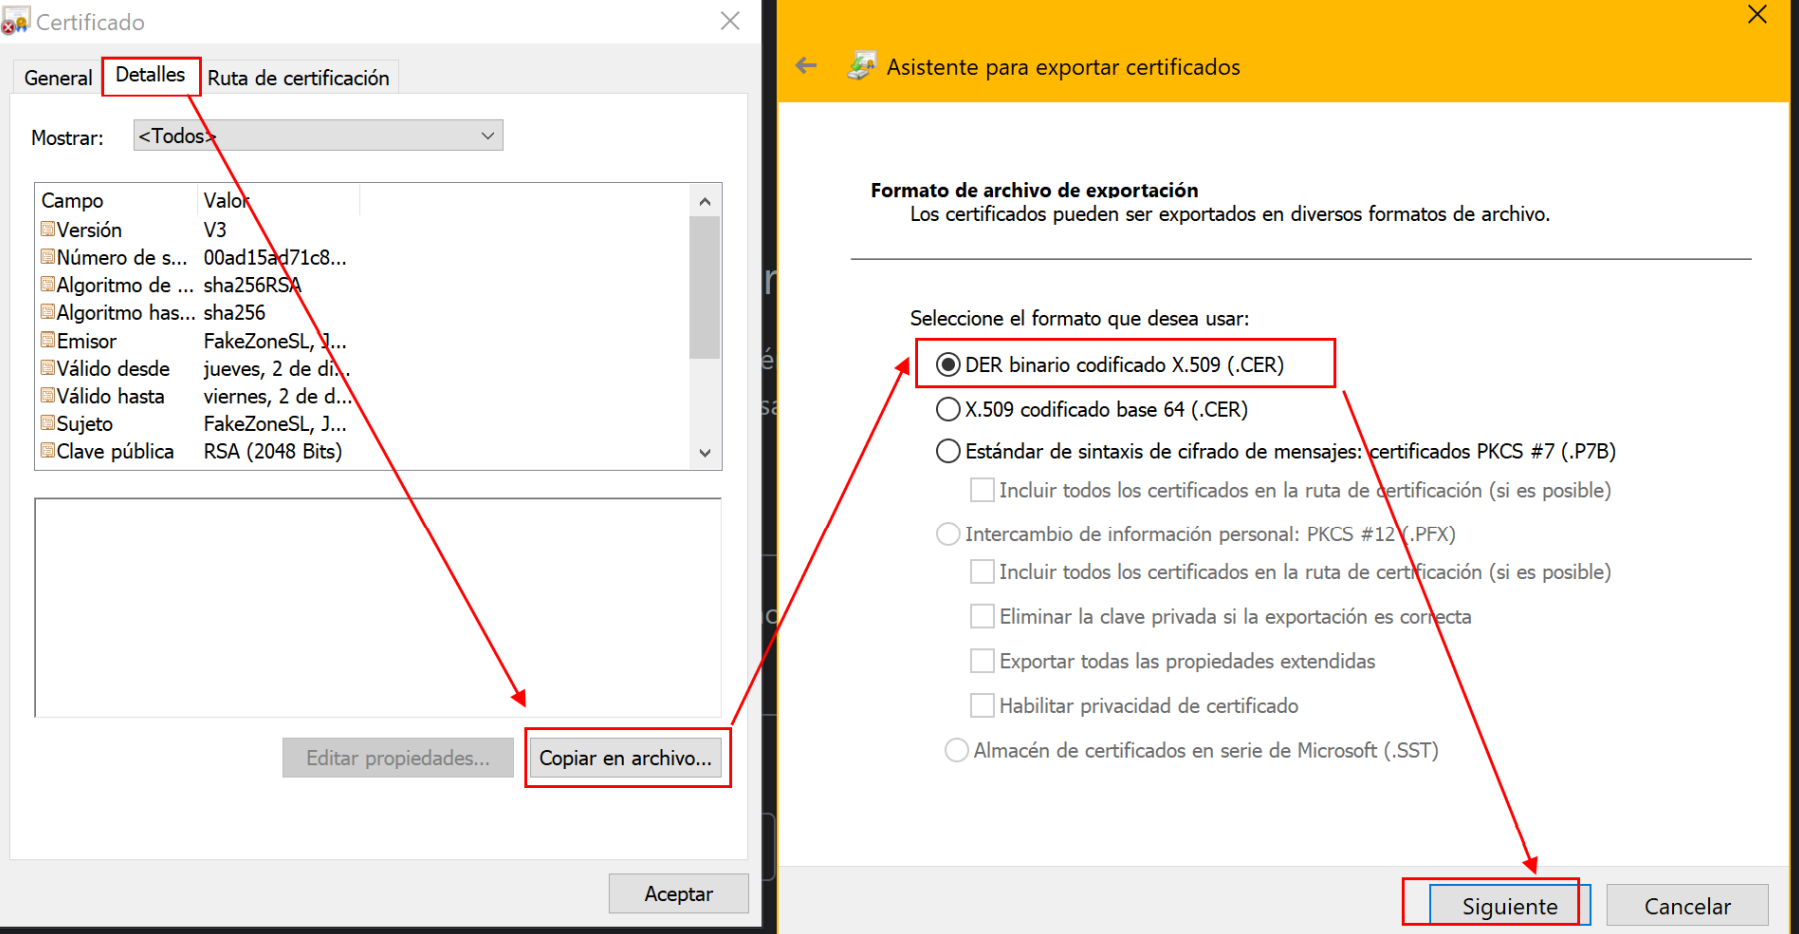 Certificado
General
Detalles
Ruta de certificación
Mostrar:
<Todos>
Campo Valor
Versión V3
Número de s... 00ad15ad71c8...
Algoritmo de ... sha256RSA
Algoritmo has... sha256
Emisor FakeZoneSL, J...
Válido desde jueves, 2 de di...
Válido hasta viernes, 2 de d...
Sujeto FakeZoneSL, J...
Clave pública RSA (2048 Bits)
Editar propiedades...
Copiar en archivo...
Aceptar
Asistente para exportar certificados
Formato de archivo de exportación
Los certificados pueden ser exportados en diversos formatos de archivo.
Seleccione el formato que desea usar:
DER binario codificado X.509 (.CER)
X.509 codificado base 64 (.CER)
Estándar de sintaxis de cifrado de mensajes: certificados PKCS #7 (.P7B)
Incluir todos los certificados en la ruta de certificación (si es posible)
Intercambio de información personal: PKCS #12 (.PFX)
Incluir todos los certificados en la ruta de certificación (si es posible)
Eliminar la clave privada si la exportación es correcta
Exportar todas las propiedades extendidas
Habilitar privacidad de certificado
Almacén de certificados en serie de Microsoft (.SST)
Siguiente
Cancelar